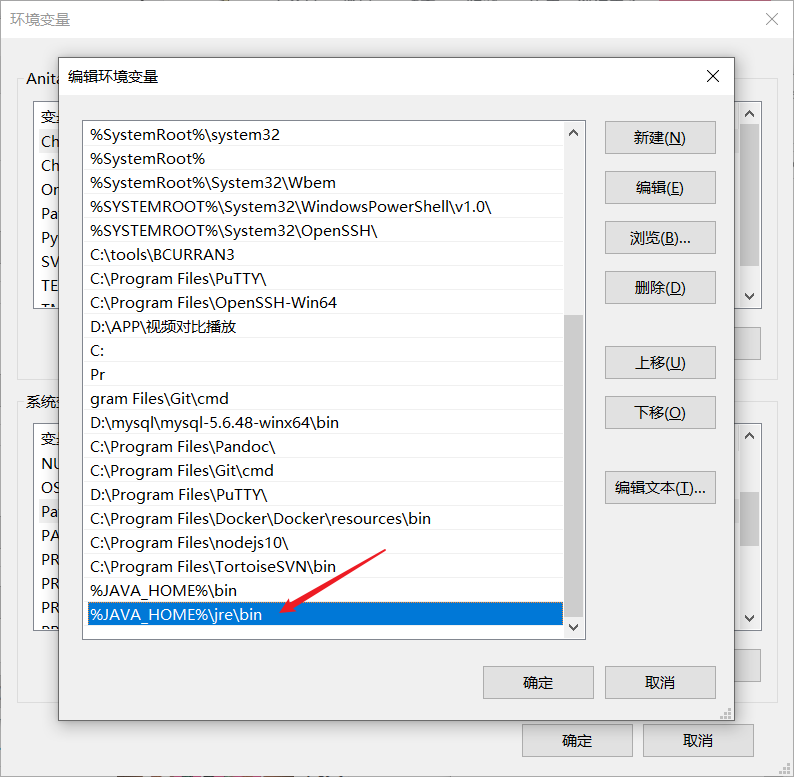 环境变量
Anita
编辑环境变量
变
Ch
Ch
On
Pa
Py
SV
TE
%SystemRoot%\system32
%SystemRoot%
%SystemRoot%\System32\Wbem
%SYSTEMROOT%\System32\WindowsPowerShell\v1.0\
%SYSTEMROOT%\System32\OpenSSH\
C:\tools\BCURRAN3
C:\Program Files\PuTTY\
C:\Program Files\OpenSSH-Win64
D:\APP\视频对比播放
C:
Pr
gram Files\Git\cmd
D:\mysql\mysql-5.6.48-winx64\bin
C:\Program Files\Pandoc\
C:\Program Files\Git\cmd
D:\Program Files\PuTTY\
C:\Program Files\Docker\Docker\resources\bin
C:\Program Files\nodejs10\
C:\Program Files\TortoiseSVN\bin
%JAVA_HOME%\bin
%JAVA_HOME%\jre\bin
新建(N)
编辑(E)
浏览(B)...
删除(D)
上移(U)
下移(O)
编辑文本(T)...
系统变
变
NU
OS
Pa
PA
PR
PR
PR
确定
取消
确定
取消